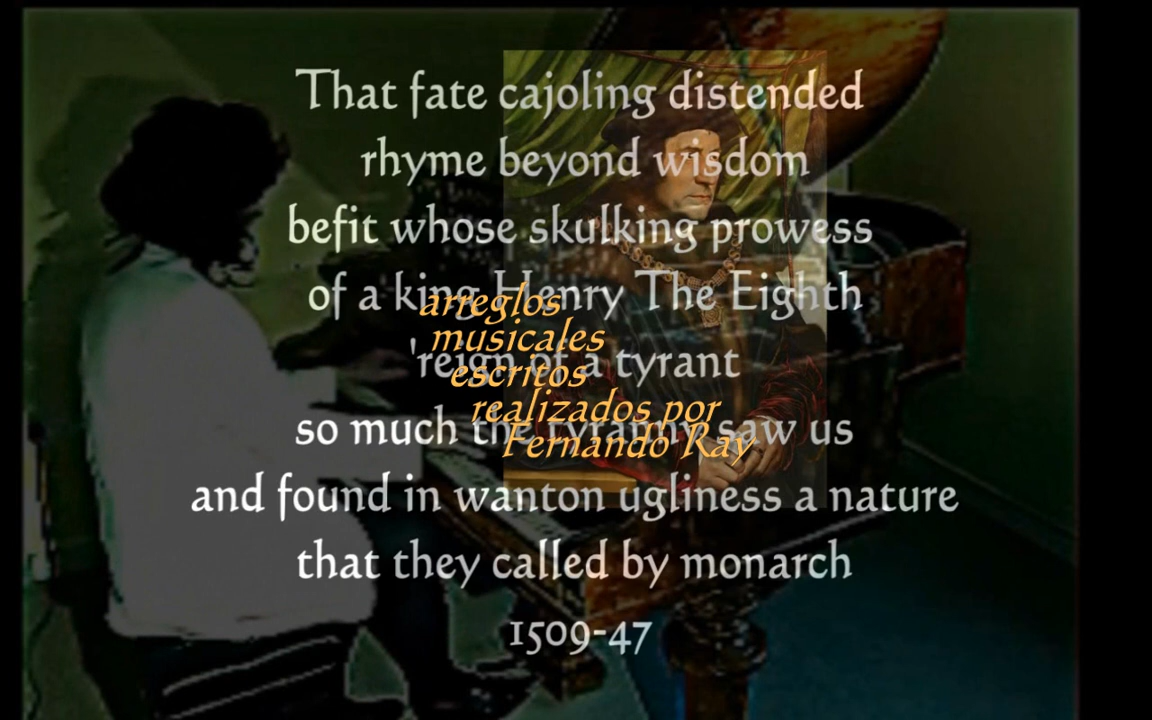 That fate cajoling distended
rhyme beyond wisdom
befit whose skulking prowess
of a king Henry The Eighth
'reign of a tyrant
so much the tyranny saw us
and found in wanton ugliness a nature
that they called by monarch
1509-47
arreglos
musicales
escritos
realizados por
Fernando Ray